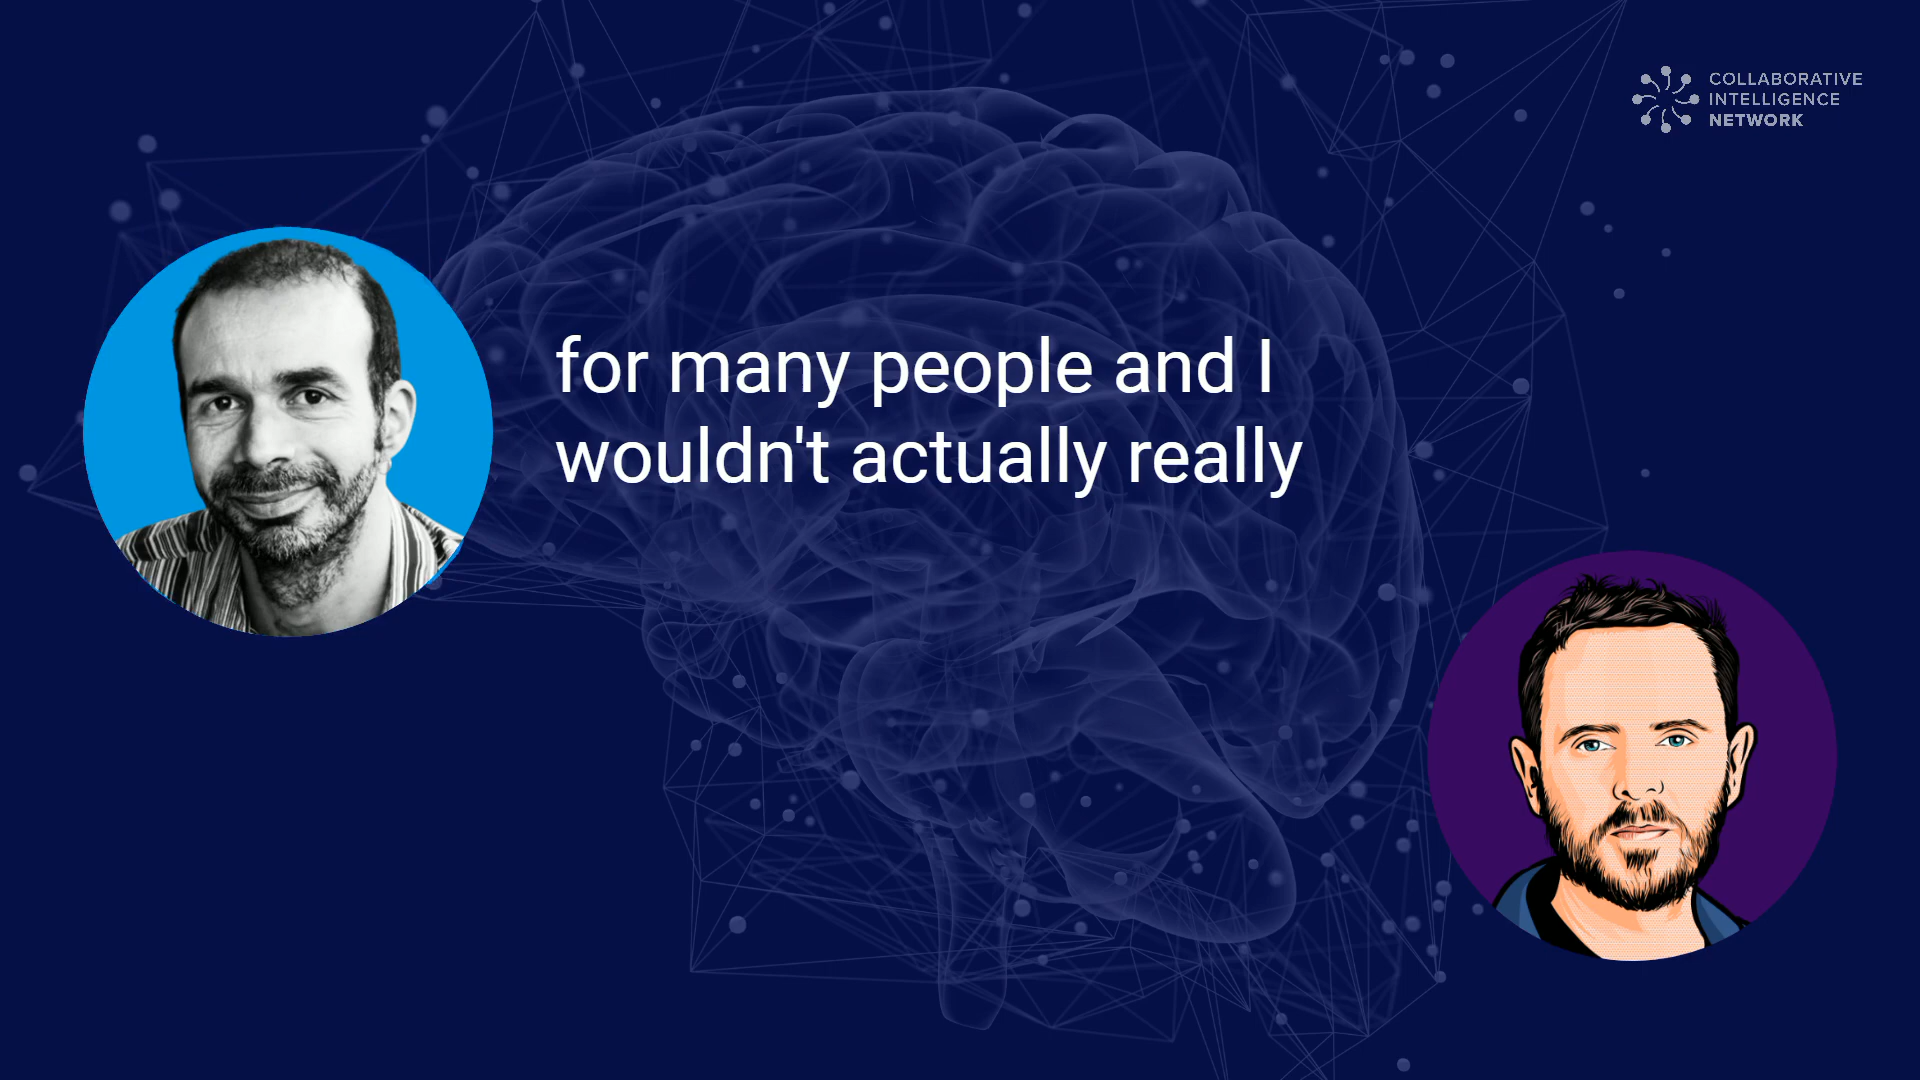 COLLABORATIVE
INTELLIGENCE
NETWORK
for many people and I
wouldn't actually really